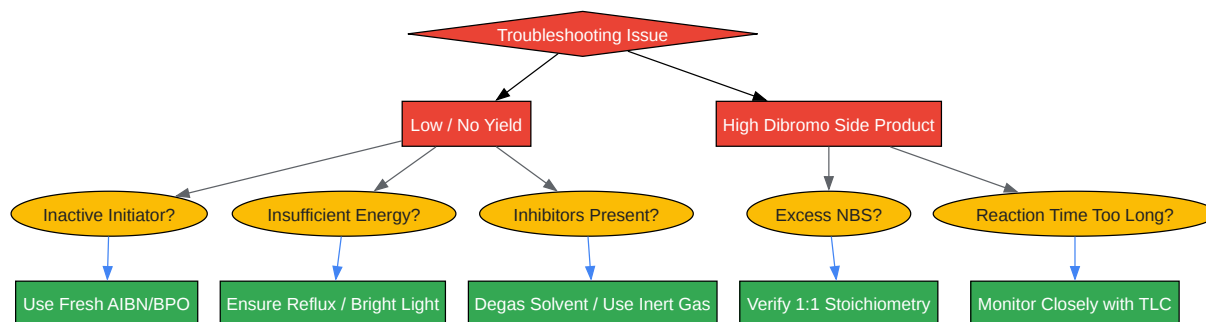 Troubleshooting Issue
Low / No Yield
High Dibromo Side Product
Inactive Initiator?
Insufficient Energy?
Inhibitors Present?
Excess NBS?
Reaction Time Too Long?
Use Fresh AIBN/BPO
Ensure Reflux / Bright Light
Degas Solvent / Use Inert Gas
Verify 1:1 Stoichiometry
Monitor Closely with TLC